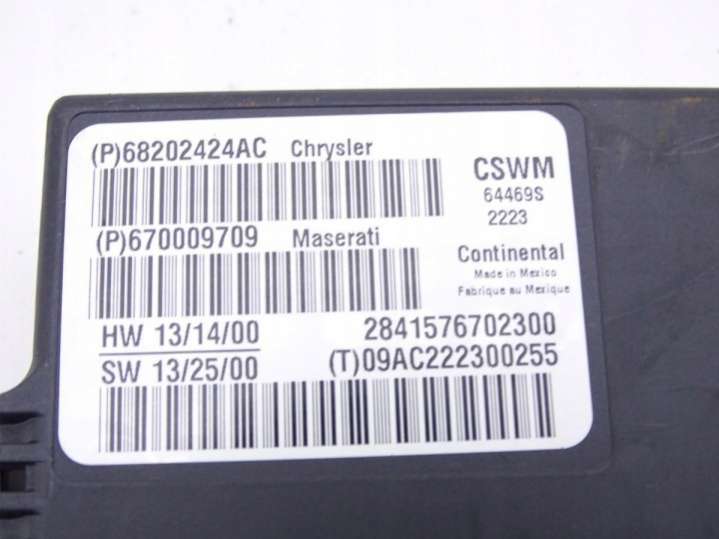 (P)68202424AC Chrysler
CSWM
64469S
2223
(P)670009709 Maserati
Continental
Made in Mexico
Fabrique au Mexique
HW 13/14/00 2841576702300
SW 13/25/00 (T)09AC222300255